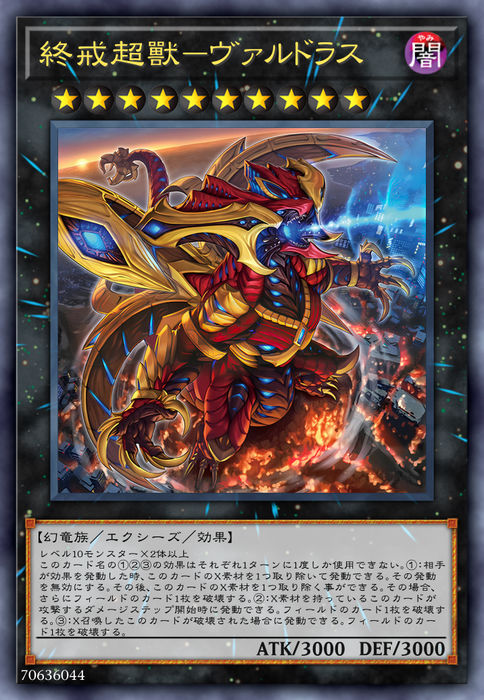 終戒超獸-ヴァルドラス
やみ
闇
【幻竜族／エクシーズ／効果】
レベル10モンスター×2体以上
このカード名の①②③の効果はそれぞれ1ターンに1度しか使用できない。①：相手
が効果を発動した時、このカードのX素材を1つ取り除いて発動できる。その発動
を無効にする。その後、このカードのX素材を1つ取り除く事ができる。その場合、
さらにフィールドのカード1枚を破壊する。②：X素材を持っているこのカードが
攻撃するダメージステップ開始時に発動できる。フィールドのカード1枚を破壊す
る。③：X召喚したこのカードが破壊された場合に発動できる。フィールドのカー
ド1枚を破壊する。
ATK/3000 DEF/3000
70636044